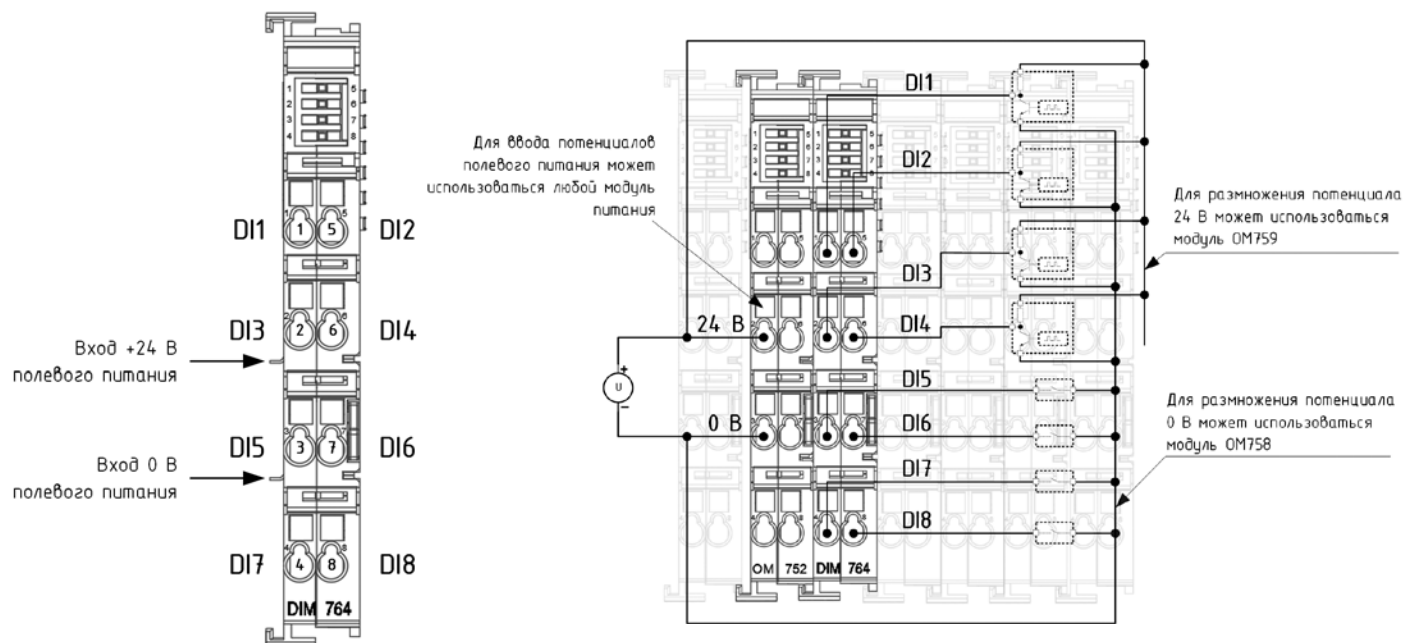 1 5
2 6
3 7
4 8
DI1 1 5 DI2
DI3 2 6 DI4
Вход +24 В
полевого питания
DI5 3 7 DI6
Вход 0 В
полевого питания
DI7 4 8 DI8
DIM 764
Для ввода потенциалов
полевого питания может
использоваться любой модуль
питания
DI1
DI2
DI3
DI4
24 В
+
U
−
0 В
DI5
DI6
DI7
DI8
OM 752 DIM 764
Для размножения потенциала
24 В может использоваться
модуль ОМ759
Для размножения потенциала
0 В может использоваться
модуль ОМ758